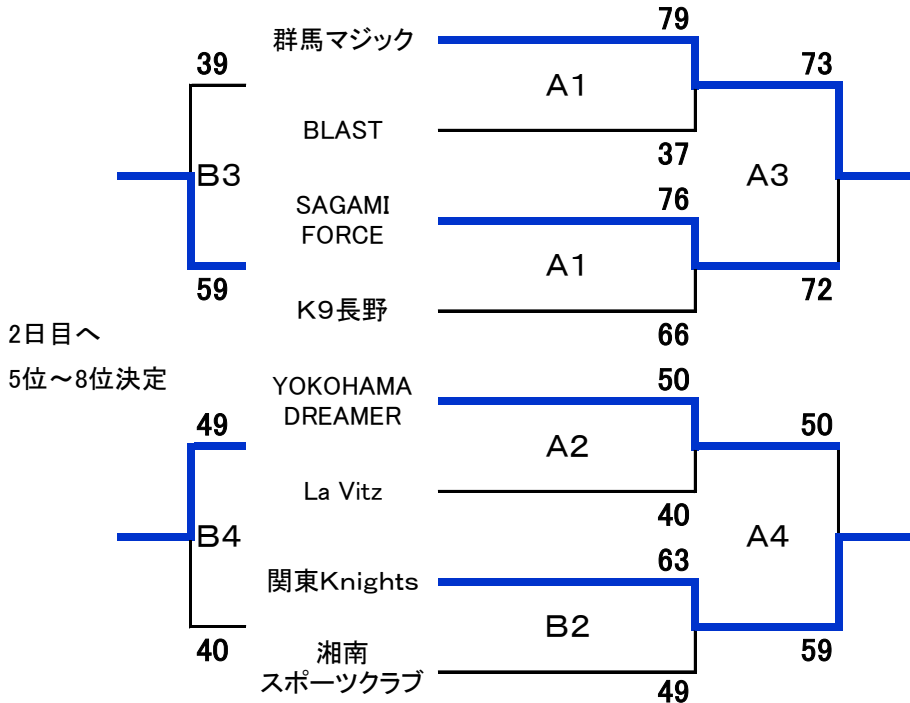 79
群馬マジック
39
73
A1
BLAST
37
B3
A3
76
SAGAMI
FORCE
A1
59
72
K9長野
66
2日目へ
5位～8位決定
YOKOHAMA
DREAMER
50
49
50
A2
La Vitz
40
B4
A4
63
関東Knights
B2
40
59
湘南
スポーツクラブ
49